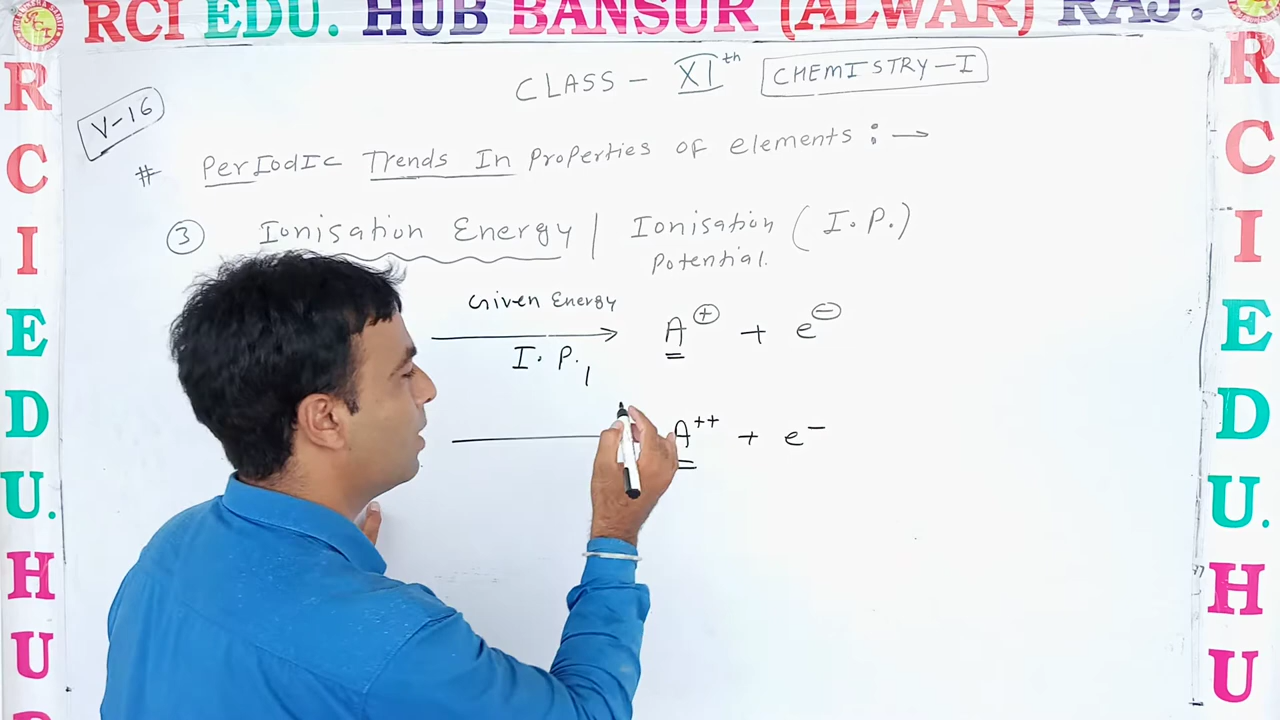 RCI EDU. HUB BANSUR (ALWAR) RAJ.
R C I E D U. H U
R C I E D U. H U
CLASS - XIth CHEMISTRY-I
V-16
# PerIodIc Trends In Properties of elements : →
3 Ionisation Energy | Ionisation (I.P.)
Potential.
Given Energy
→ A⊕ + e⊖
I.P.1
A++ + e-